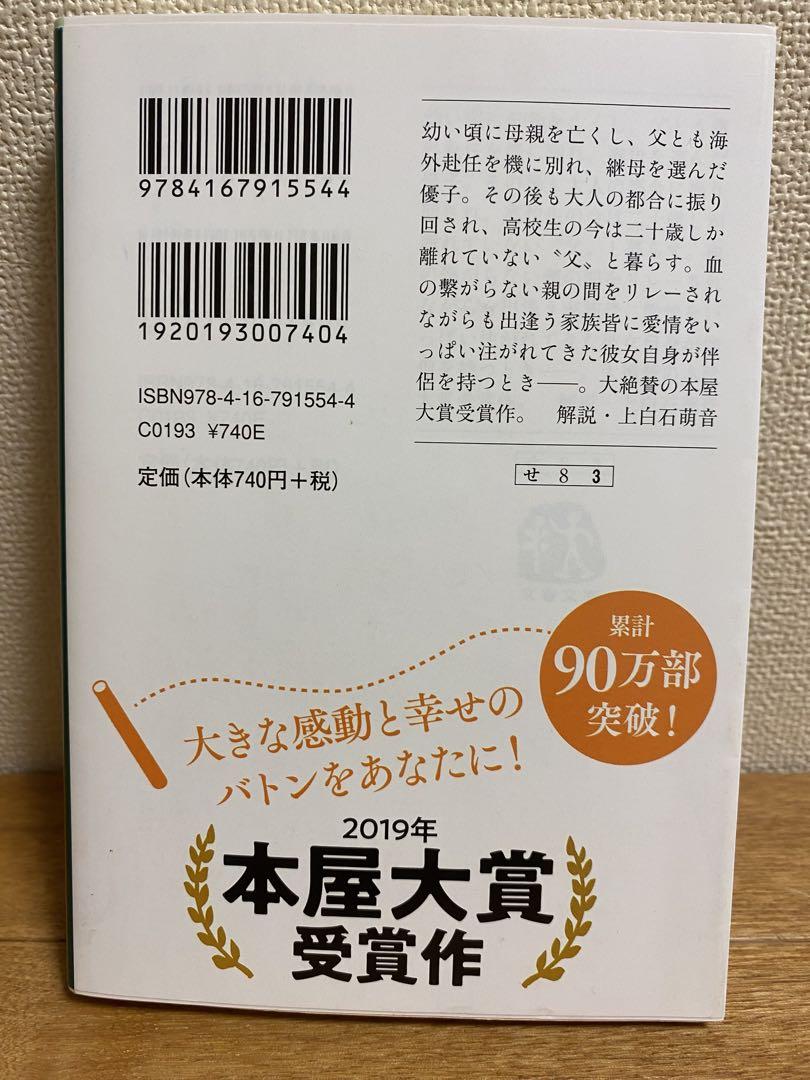 9784167915544
1920193007404
ISBN978-4-16-791554-4
C0193 ¥740E
定価(本体740円+税)
幼い頃に母親を亡くし、父とも海
外赴任を機に別れ、継母を選んだ
優子。その後も大人の都合に振り
回され、高校生の今は二十歳しか
離れていない〝父〟と暮らす。血
の繫がらない親の間をリレーされ
ながらも出逢う家族皆に愛情をい
っぱい注がれてきた彼女自身が伴
侶を持つとき――。大絶賛の本屋
大賞受賞作。　解説・上白石萌音
せ 8 3
累計
90万部
突破!
大きな感動と幸せの
バトンをあなたに!
2019年
本屋大賞
受賞作